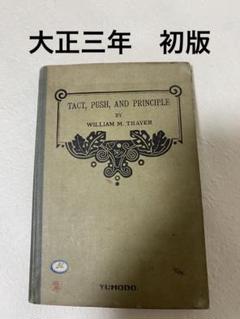 大正三年　初版
TACT, PUSH, AND PRINCIPLE
BY
WILLIAM M. THAYER
YUHODO.